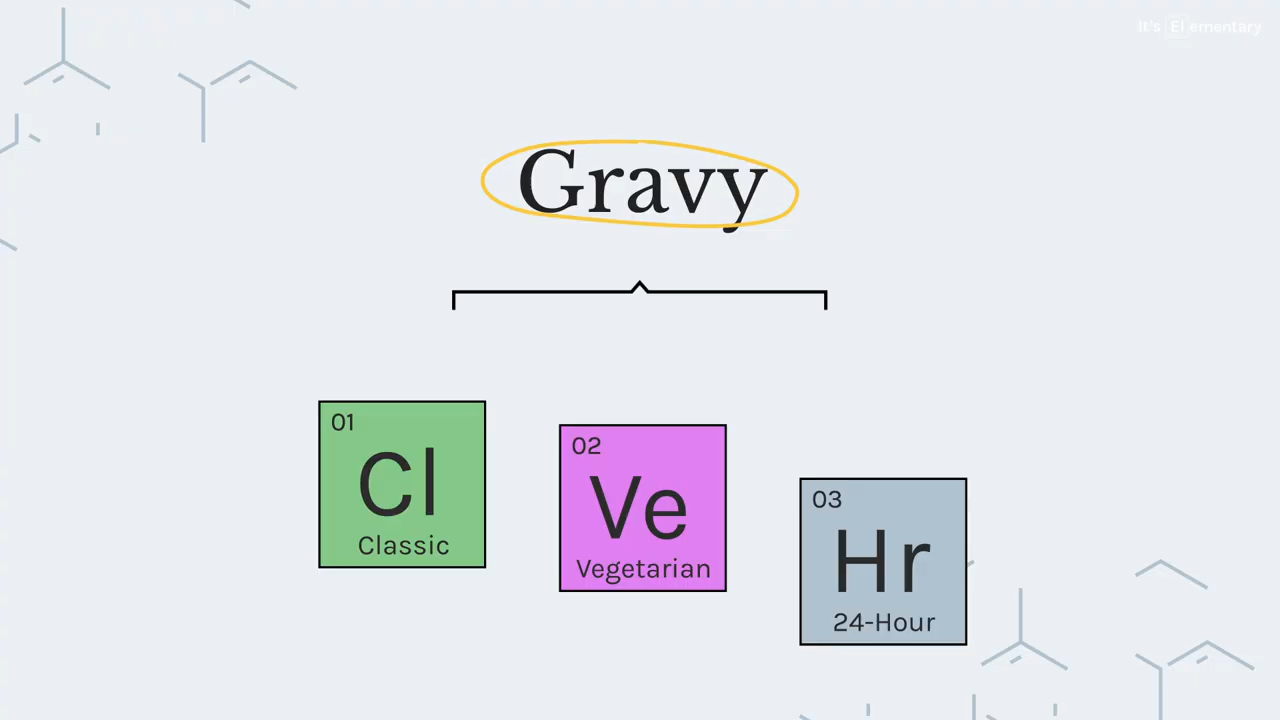 It's Elementary
Gravy
01
Cl
Classic
02
Ve
Vegetarian
03
Hr
24-Hour